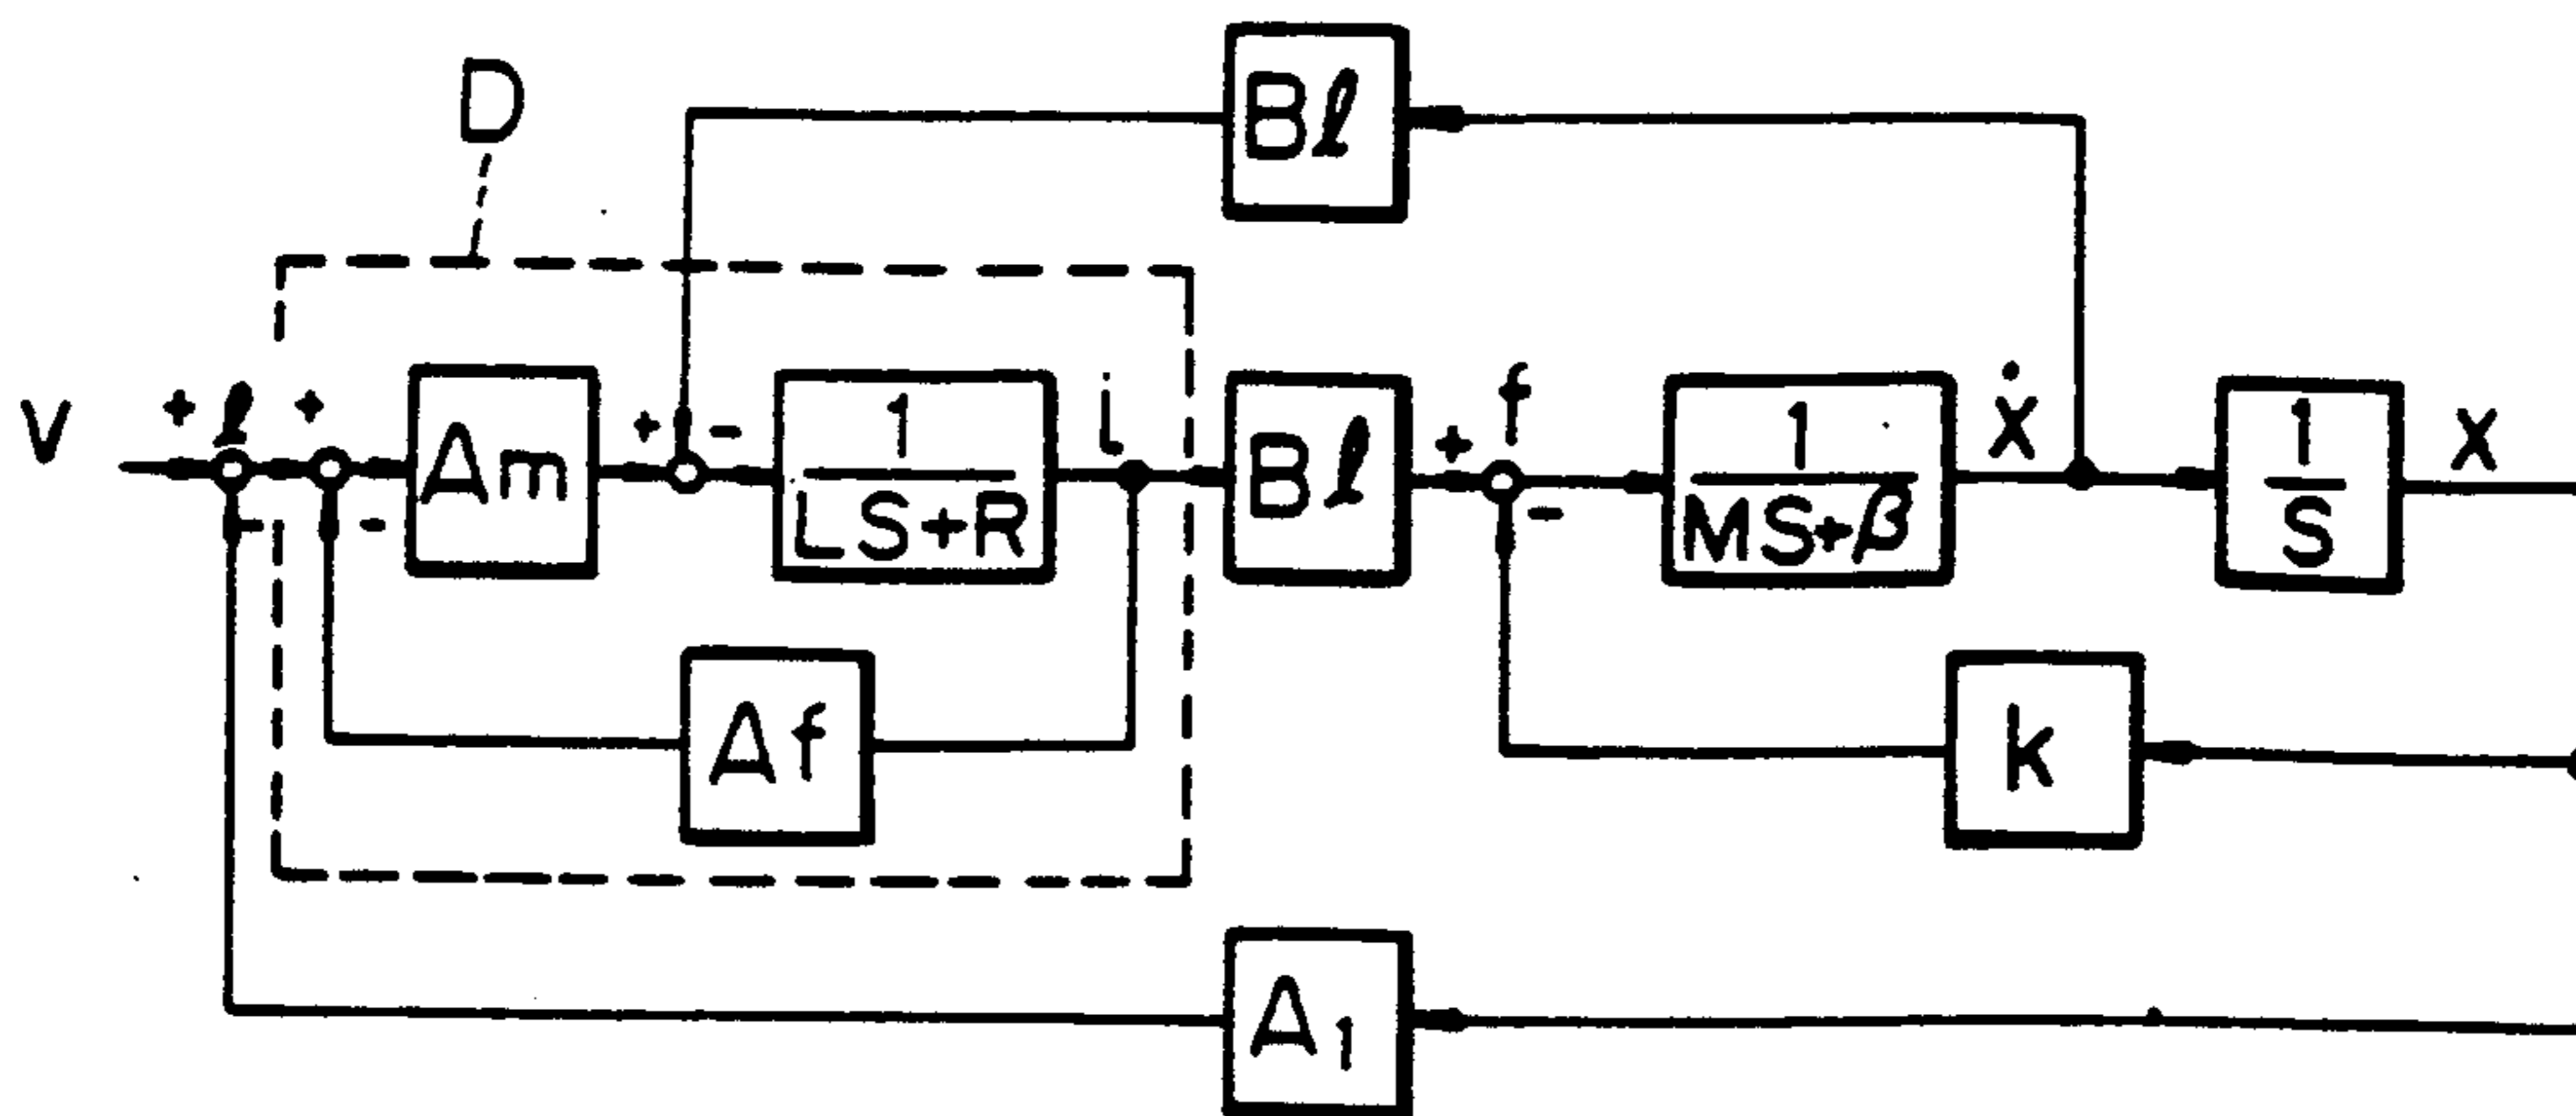 Bℓ
D
V
+
ℓ
+
-
-
Am
+
-
1
LS+R
i
Bℓ
+
f
-
1
MS+β
ẋ
1
S
x
Af
k
A1